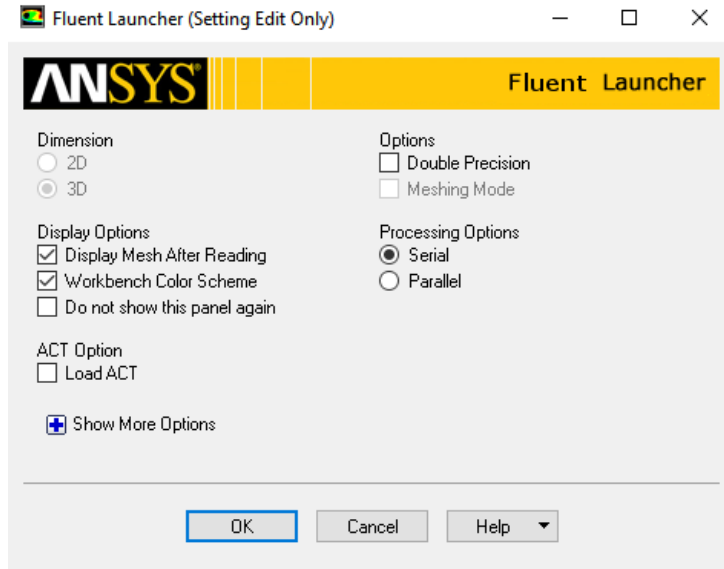 Fluent Launcher (Setting Edit Only)
ANSYS®
Fluent Launcher
Dimension
2D
3D
Options
Double Precision
Meshing Mode
Display Options
Display Mesh After Reading
Workbench Color Scheme
Do not show this panel again
Processing Options
Serial
Parallel
ACT Option
Load ACT
Show More Options
OK
Cancel
Help